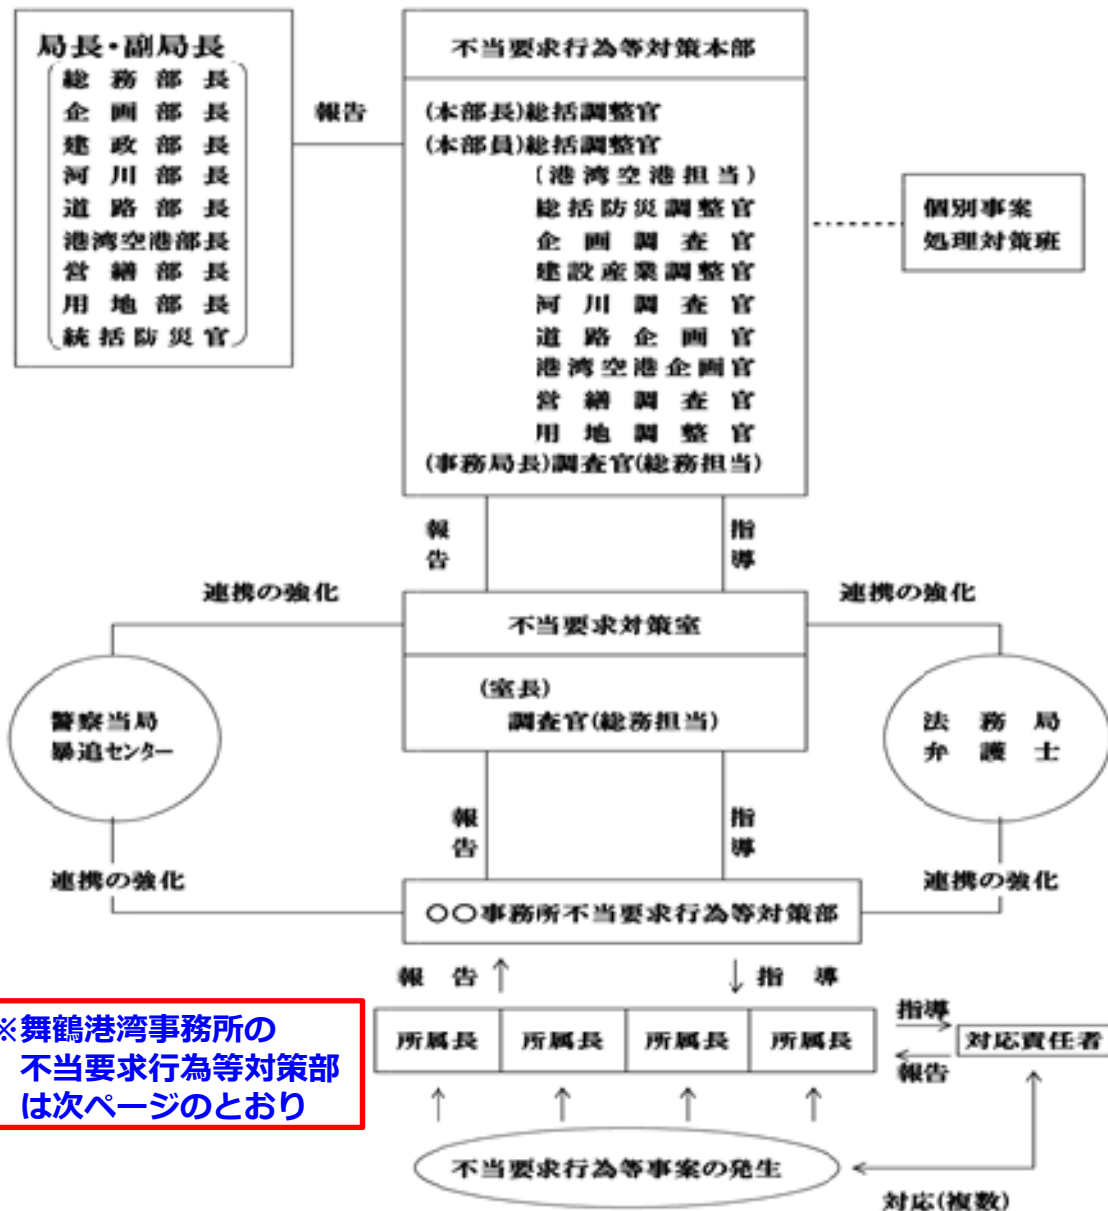 局長・副局長
総務部長
企画部長
建政部長
河川部長
道路部長
港湾空港部長
営繕部長
用地部長
統括防災官
報告
不当要求行為等対策本部
(本部長)総括調整官
(本部員)総括調整官
(港湾空港担当)
総括防災調整官
企画調査官
建設産業調整官
河川調査官
道路企画官
港湾空港企画官
営繕調査官
用地調整官
(事務局長)調査官(総務担当)
個別事案
処理対策班
報告
指導
連携の強化
連携の強化
不当要求対策室
(室長)
調査官(総務担当)
警察当局
暴追センター
法務局
弁護士
報告
指導
連携の強化
連携の強化
○○事務所不当要求行為等対策部
報告
指導
所属長 所属長 所属長 所属長
指導
報告
対応責任者
※舞鶴港湾事務所の
不当要求行為等対策部
は次ページのとおり
不当要求行為等事案の発生
対応(複数)